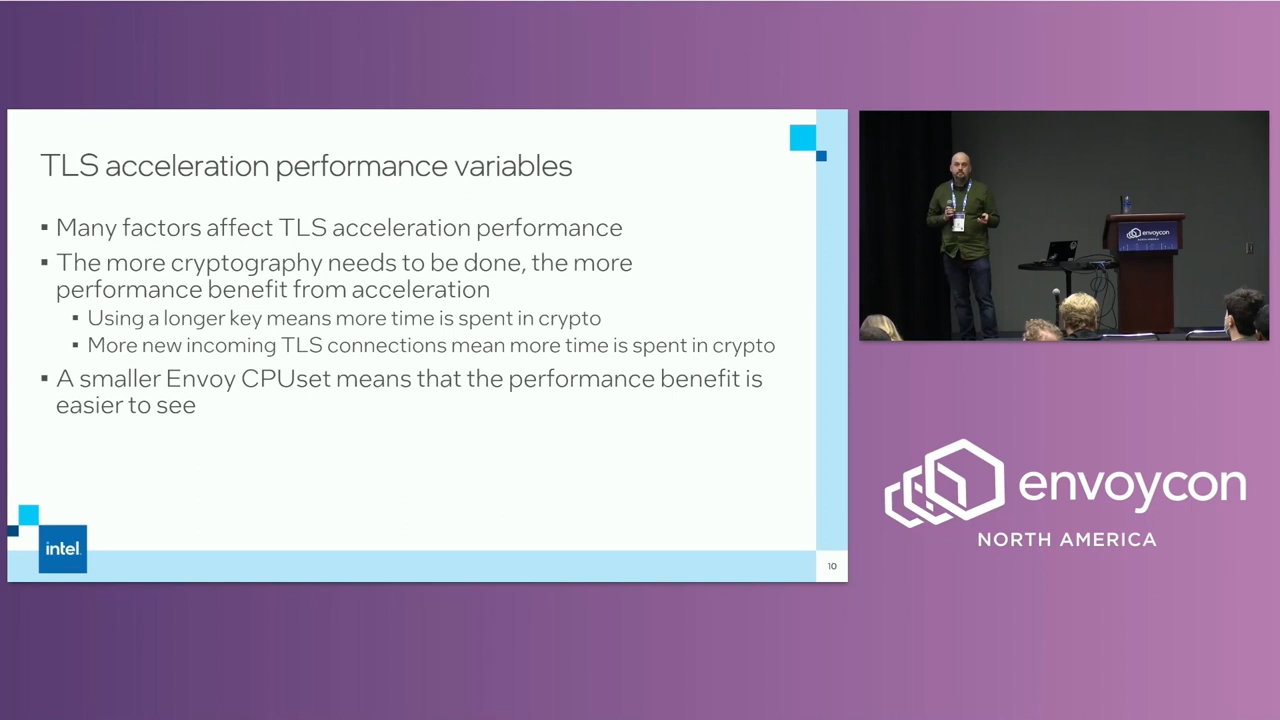 TLS acceleration performance variables
▪ Many factors affect TLS acceleration performance
▪ The more cryptography needs to be done, the more
performance benefit from acceleration
▪ Using a longer key means more time is spent in crypto
▪ More new incoming TLS connections mean more time is spent in crypto
▪ A smaller Envoy CPUset means that the performance benefit is
easier to see
intel
10
envoycon
envoycon
NORTH AMERICA